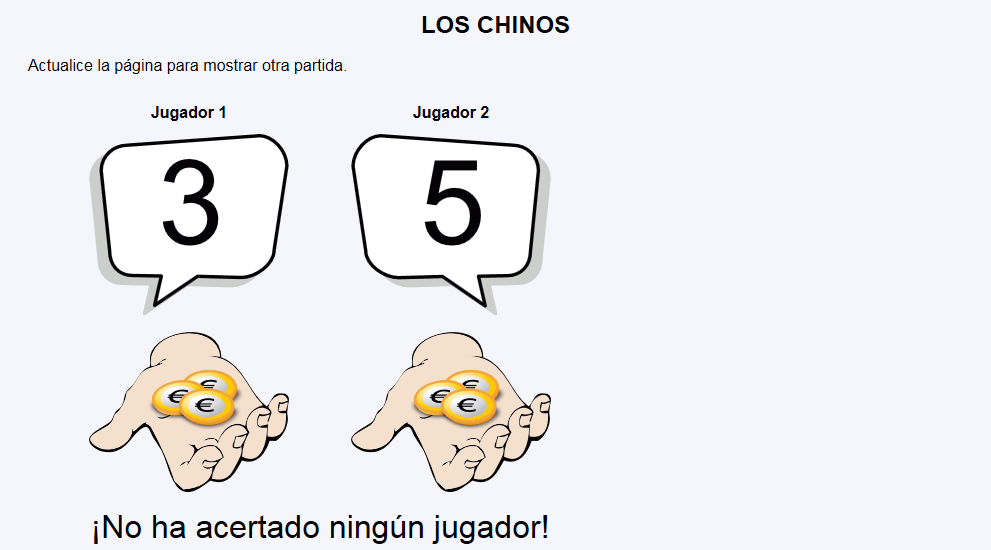 LOS CHINOS
Actualice la página para mostrar otra partida.
Jugador 1 Jugador 2
3 5
€ € € € € €
¡No ha acertado ningún jugador!